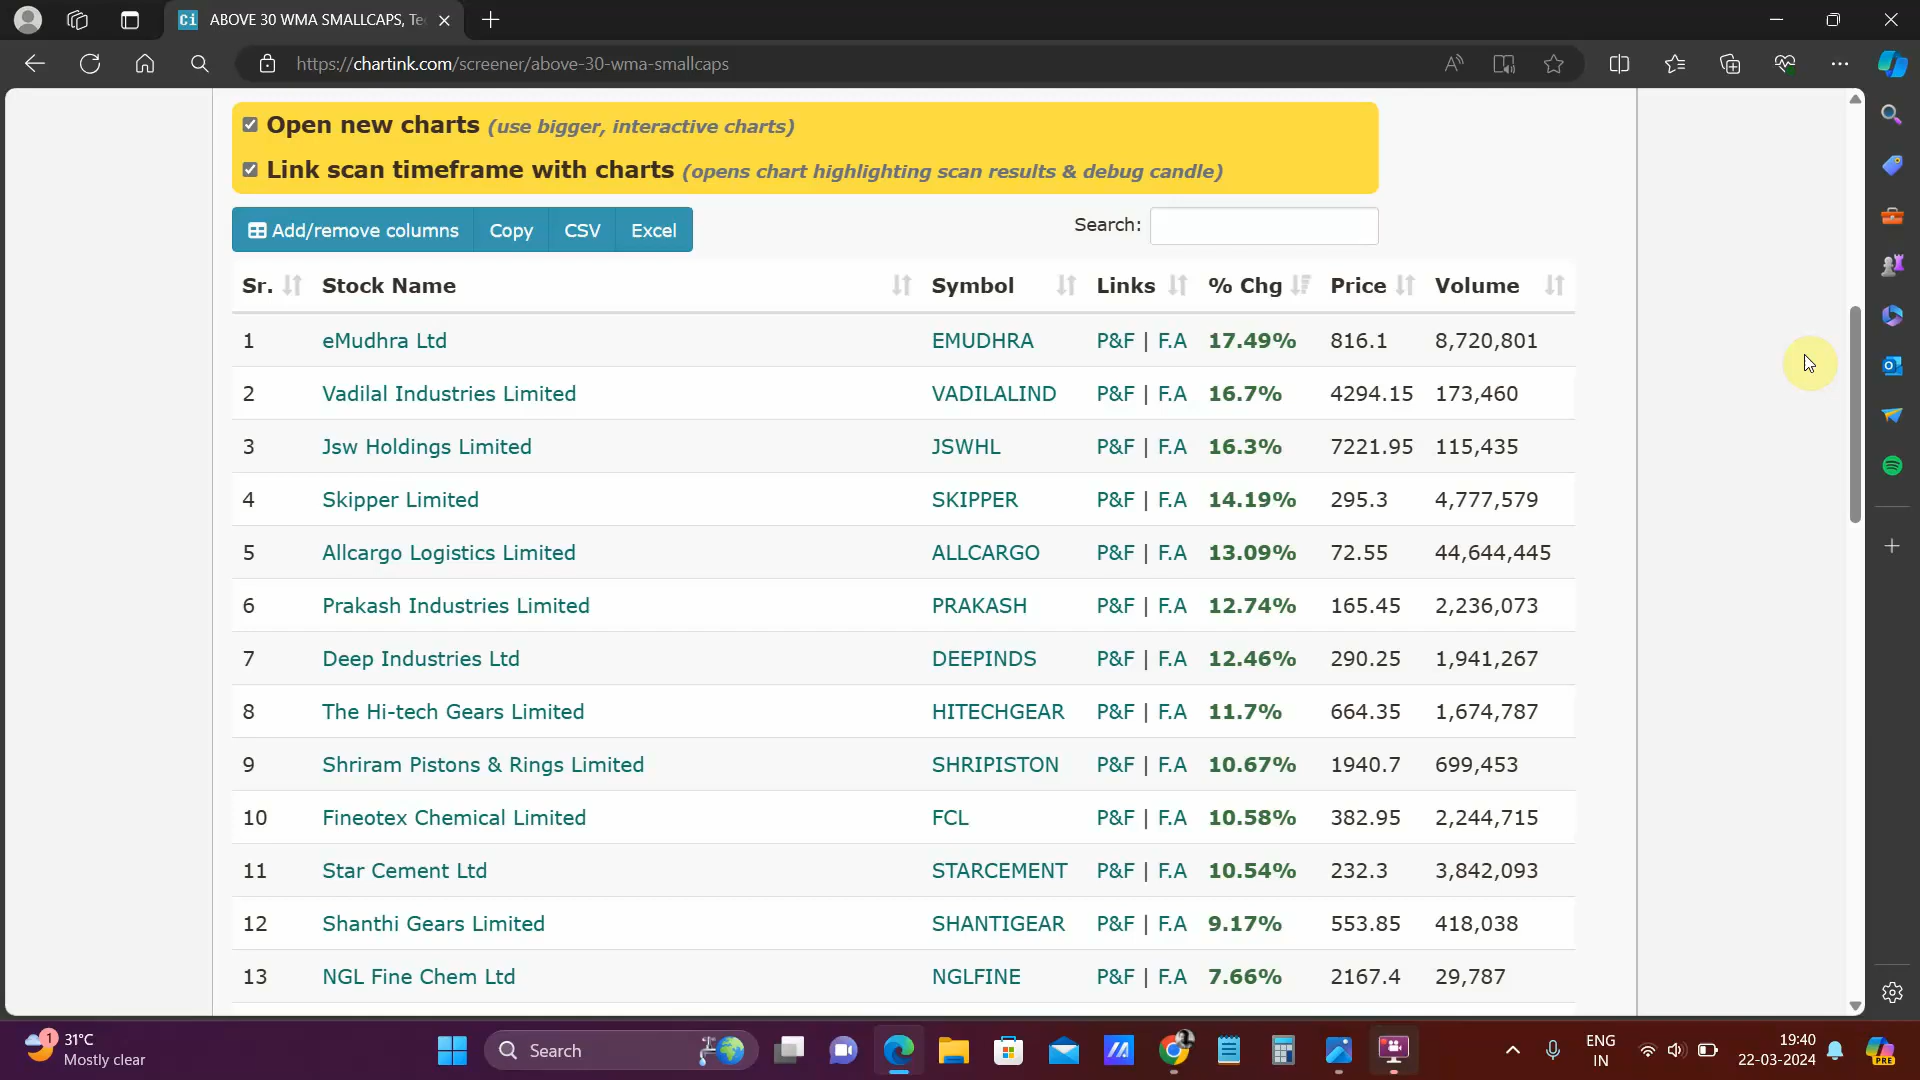 Ci ABOVE 30 WMA SMALLCAPS, Te
https://chartink.com/screener/above-30-wma-smallcaps
Open new charts (use bigger, interactive charts)
Link scan timeframe with charts (opens chart highlighting scan results & debug candle)
Add/remove columns Copy CSV Excel Search:
Sr. Stock Name Symbol Links % Chg Price Volume
1 eMudhra Ltd EMUDHRA P&F | F.A 17.49% 816.1 8,720,801
2 Vadilal Industries Limited VADILALIND P&F | F.A 16.7% 4294.15 173,460
3 Jsw Holdings Limited JSWHL P&F | F.A 16.3% 7221.95 115,435
4 Skipper Limited SKIPPER P&F | F.A 14.19% 295.3 4,777,579
5 Allcargo Logistics Limited ALLCARGO P&F | F.A 13.09% 72.55 44,644,445
6 Prakash Industries Limited PRAKASH P&F | F.A 12.74% 165.45 2,236,073
7 Deep Industries Ltd DEEPINDS P&F | F.A 12.46% 290.25 1,941,267
8 The Hi-tech Gears Limited HITECHGEAR P&F | F.A 11.7% 664.35 1,674,787
9 Shriram Pistons & Rings Limited SHRIPISTON P&F | F.A 10.67% 1940.7 699,453
10 Fineotex Chemical Limited FCL P&F | F.A 10.58% 382.95 2,244,715
11 Star Cement Ltd STARCEMENT P&F | F.A 10.54% 232.3 3,842,093
12 Shanthi Gears Limited SHANTIGEAR P&F | F.A 9.17% 553.85 418,038
13 NGL Fine Chem Ltd NGLFINE P&F | F.A 7.66% 2167.4 29,787
1 31°C
Mostly clear
Search
ENG
IN
19:40
22-03-2024
PRE